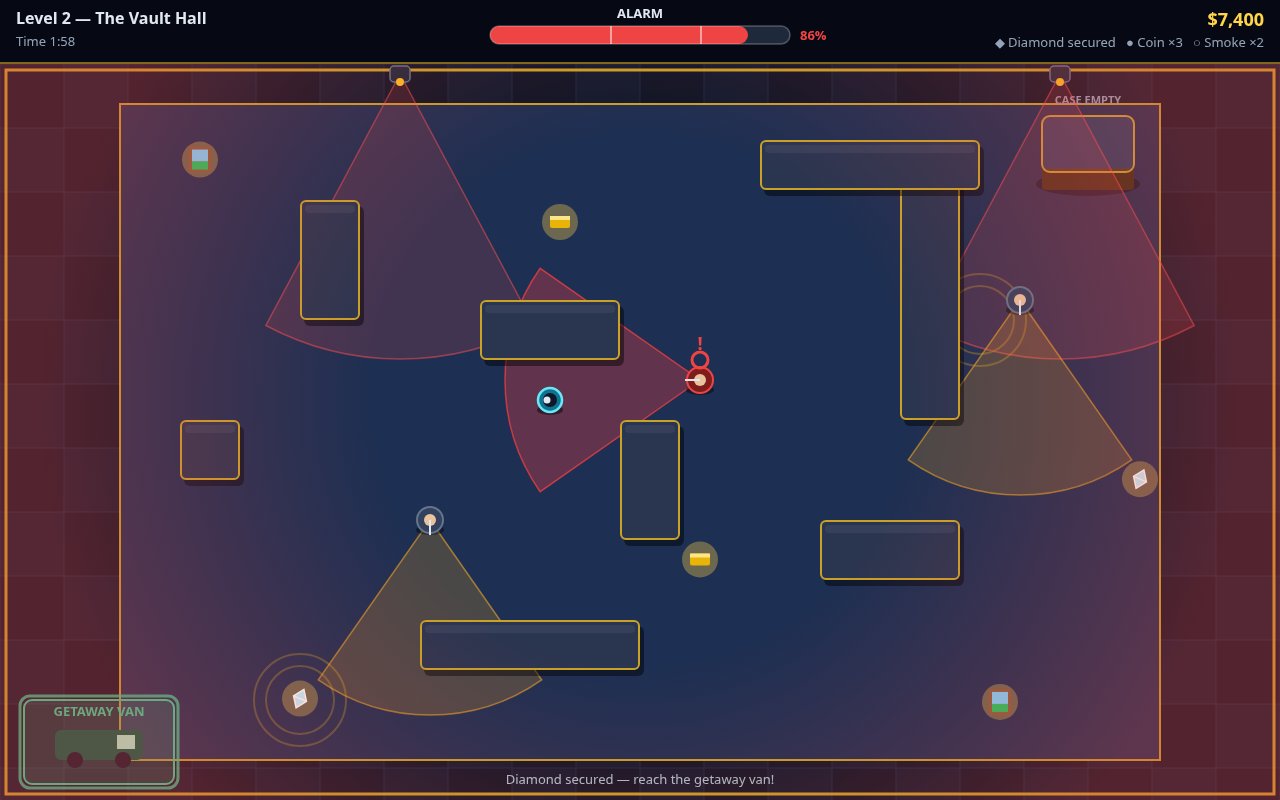 Level 2 — The Vault Hall
Time 1:58
ALARM
86%
$7,400
◆ Diamond secured ● Coin ×3 ○ Smoke ×2
CASE EMPTY
!
GETAWAY VAN
Diamond secured — reach the getaway van!